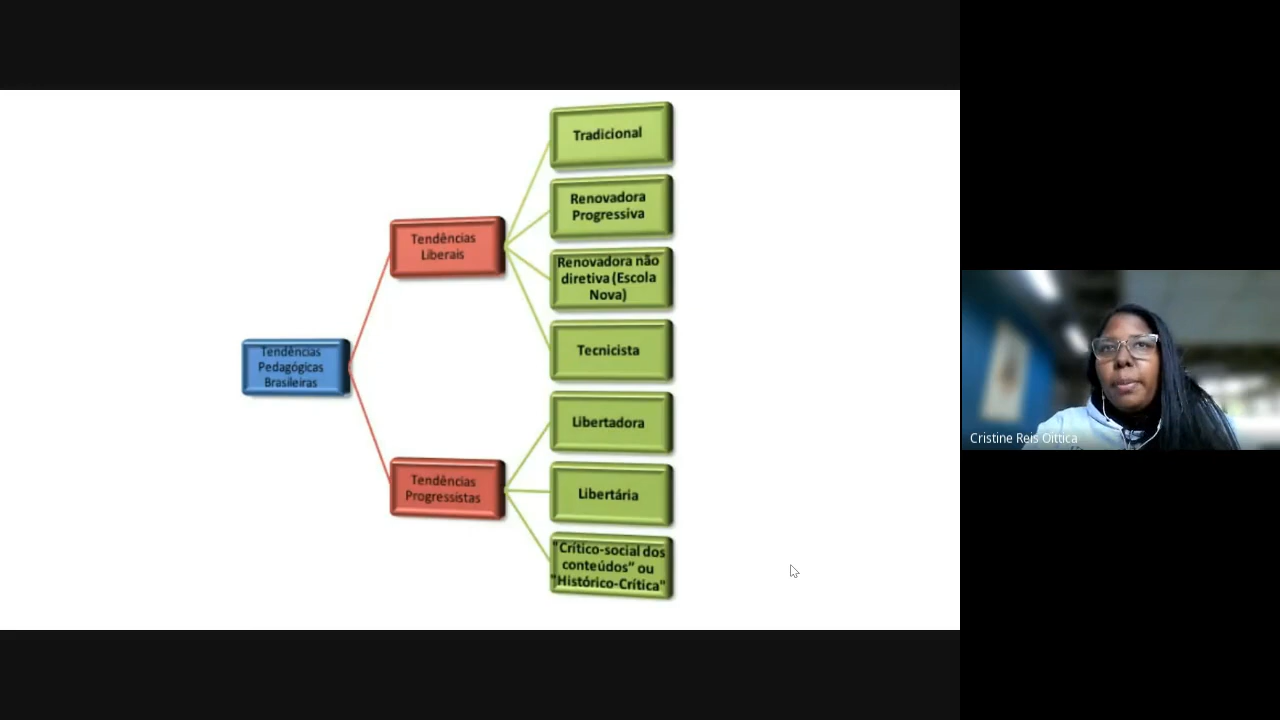 Tradicional
Renovadora
Progressiva
Tendências
Liberais
Renovadora não
diretiva (Escola
Nova)
Tecnicista
Tendências
Pedagógicas
Brasileiras
Libertadora
Tendências
Progressistas
Libertária
"Crítico-social dos
conteúdos" ou
"Histórico-Crítica"
Cristine Reis Oittica